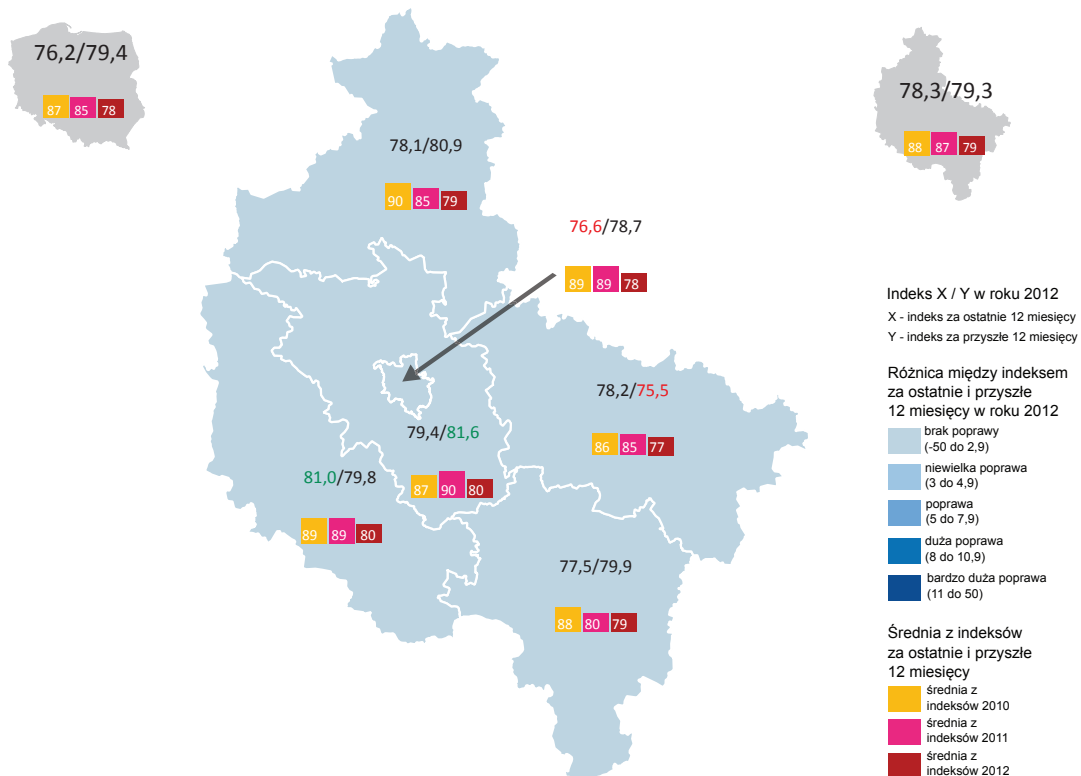 76,2/79,4
87 85 78
78,3/79,3
88 87 79
78,1/80,9
90 85 79
76,6/78,7
89 89 78
78,2/75,5
86 85 77
79,4/81,6
87 90 80
81,0/79,8
89 89 80
77,5/79,9
88 80 79
Indeks X / Y w roku 2012
X - indeks za ostatnie 12 miesięcy
Y - indeks za przyszłe 12 miesięcy
Różnica między indeksem
za ostatnie i przyszłe
12 miesięcy w roku 2012
brak poprawy
(-50 do 2,9)
niewielka poprawa
(3 do 4,9)
poprawa
(5 do 7,9)
duża poprawa
(8 do 10,9)
bardzo duża poprawa
(11 do 50)
Średnia z indeksów
za ostatnie i przyszłe
12 miesięcy
średnia z
indeksów 2010
średnia z
indeksów 2011
średnia z
indeksów 2012